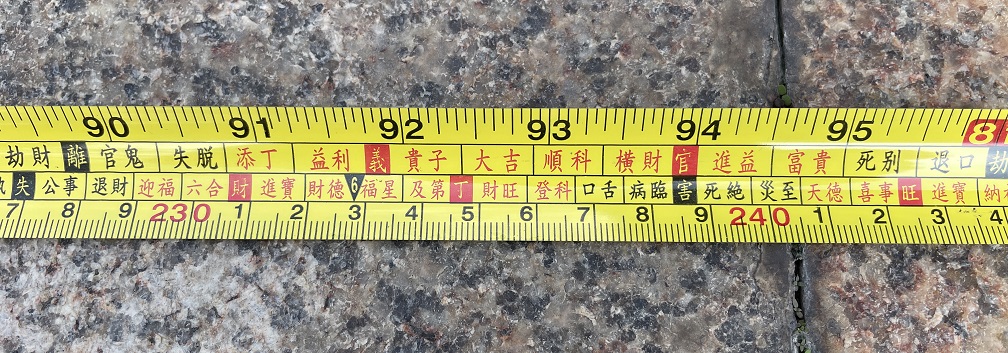 90 91 92 93 94 95 8
劫財 離 官鬼 失脱 添丁 益利 義 貴子 大吉 順科 横財 官 進益 富貴 死別 退口 劫
失 公事 退財 迎福 六合 財 進寶 財德 6 福星 及第 丁 財旺 登科 口舌 病臨 害 死絶 災至 天德 喜事 旺 進寶 納
7 8 9 230 1 2 3 4 5 6 7 8 9 240 1 2 3 4